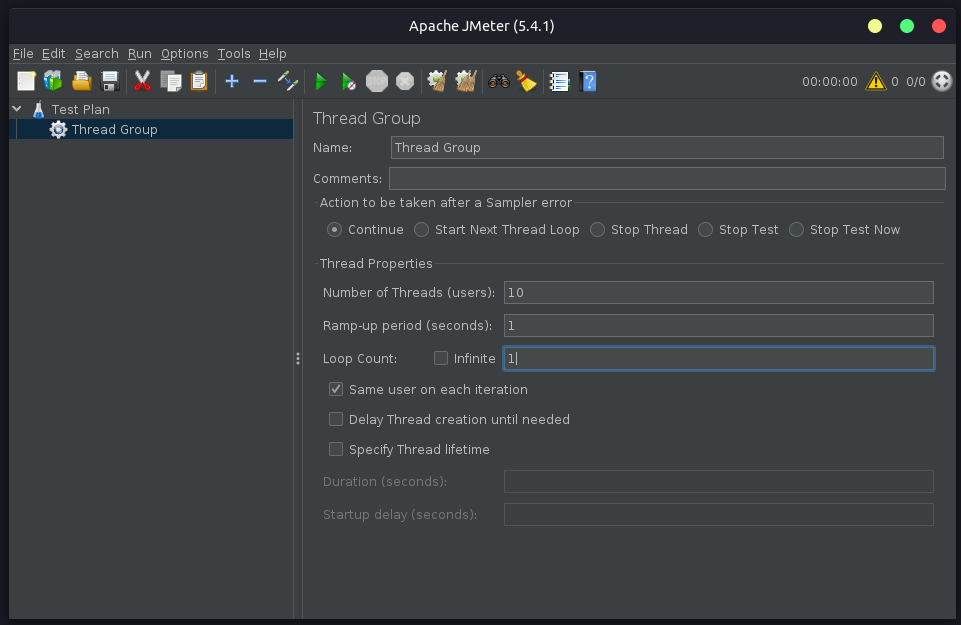 Apache JMeter (5.4.1)
File Edit Search Run Options Tools Help
00:00:00 0 0/0
Test Plan
Thread Group
Thread Group
Name: Thread Group
Comments:
Action to be taken after a Sampler error
Continue Start Next Thread Loop Stop Thread Stop Test Stop Test Now
Thread Properties
Number of Threads (users): 10
Ramp-up period (seconds): 1
Loop Count: Infinite 1
Same user on each iteration
Delay Thread creation until needed
Specify Thread lifetime
Duration (seconds):
Startup delay (seconds):